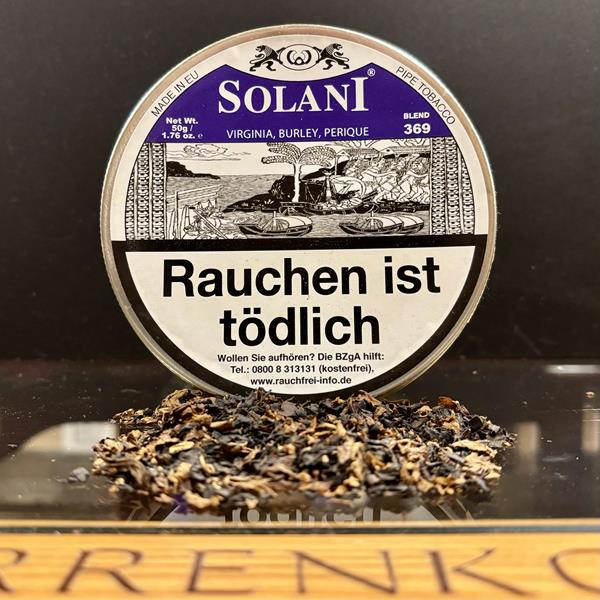 MADE IN EU
PIPE TOBACCO
SOLANI®
Net Wt.
50g /
1.76 oz. e
BLEND
369
VIRGINIA, BURLEY, PERIQUE
Rauchen ist
tödlich
Wollen Sie aufhören? Die BZgA hilft:
Tel.: 0800 8 313131 (kostenfrei),
www.rauchfrei-info.de
RRENKO